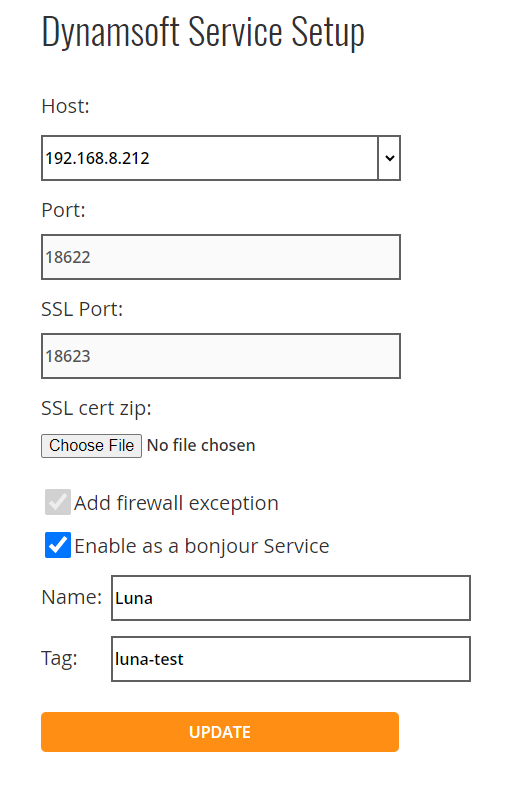 Dynamsoft Service Setup
Host:
192.168.8.212
Port:
18622
SSL Port:
18623
SSL cert zip:
Choose File No file chosen
Add firewall exception
Enable as a bonjour Service
Name: Luna
Tag: luna-test
UPDATE